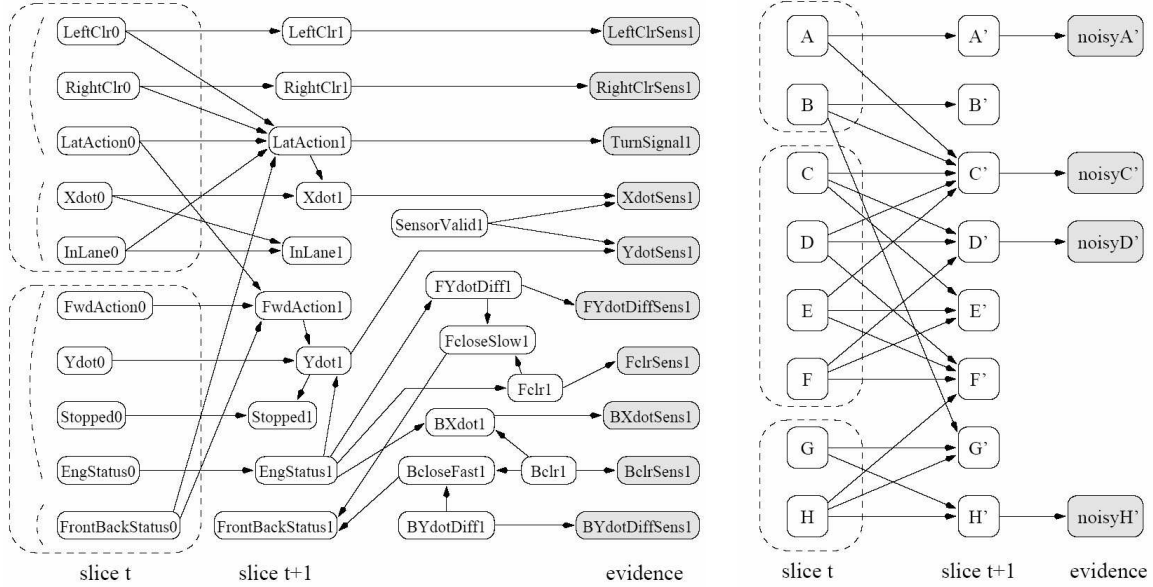 LeftClr0 LeftClr1 LeftClrSens1
RightClr0 RightClr1 RightClrSens1
LatAction0 LatAction1 TurnSignal1
Xdot0 Xdot1 XdotSens1
SensorValid1
InLane0 InLane1 YdotSens1
FYdotDiff1
FwdAction0 FwdAction1 FYdotDiffSens1
FcloseSlow1
Ydot0 Ydot1 FclrSens1
Fclr1
Stopped0 Stopped1 BXdot1 BXdotSens1
EngStatus0 EngStatus1 BcloseFast1 Bclr1 BclrSens1
FrontBackStatus0 FrontBackStatus1 BYdotDiff1 BYdotDiffSens1
slice t slice t+1 evidence
A A’ noisyA’
B B’
C C’ noisyC’
D D’ noisyD’
E E’
F F’
G G’
H H’ noisyH’
slice t slice t+1 evidence